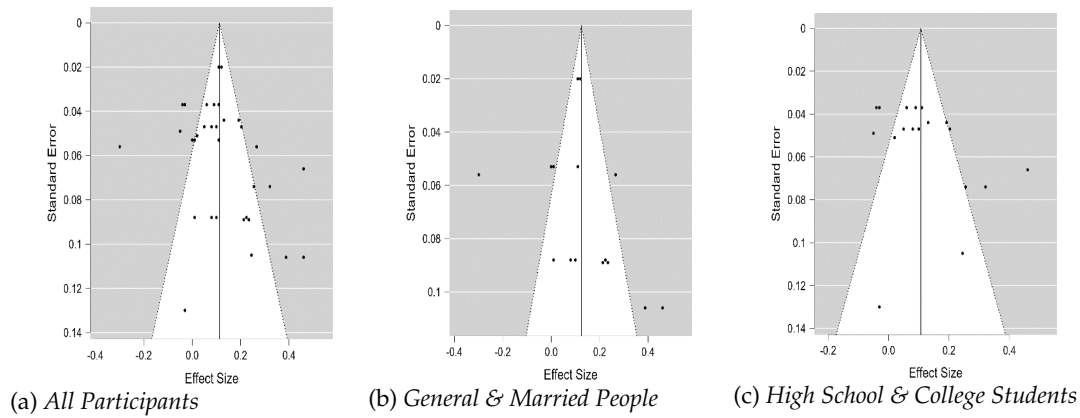 0
0.02
0.04
0.06
0.08
0.1
0.12
0.14
Standard Error
-0.4 -0.2 0.0 0.2 0.4
Effect Size
(a) All Participants
0
0.02
0.04
0.06
0.08
0.1
Standard Error
-0.4 -0.2 0.0 0.2 0.4
Effect Size
(b) General & Married People
0
0.02
0.04
0.06
0.08
0.1
0.12
0.14
Standard Error
-0.2 0.0 0.2 0.4
Effect Size
(c) High School & College Students